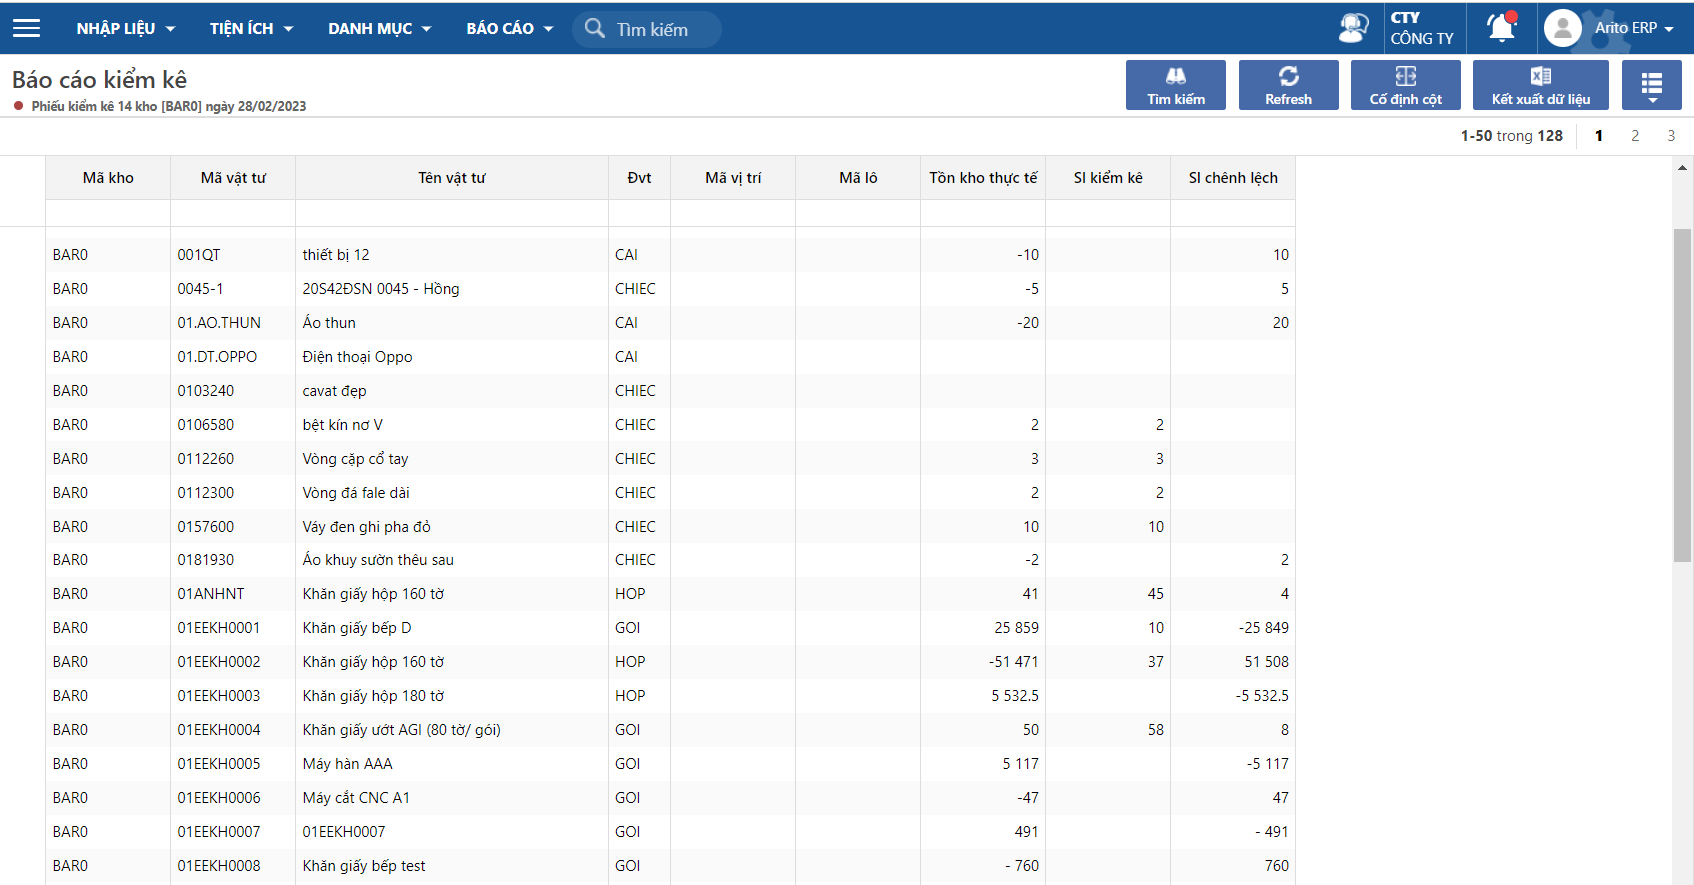 NHẬP LIỆU TIỆN ÍCH DANH MỤC BÁO CÁO Tìm kiếm CTY CÔNG TY Arito ERP
Báo cáo kiểm kê
Phiếu kiểm kê 14 kho [BAR0] ngày 28/02/2023
Tìm kiếm Refresh Cố định cột Kết xuất dữ liệu
1-50 trong 128 1 2 3
Mã kho Mã vật tư Tên vật tư Đvt Mã vị trí Mã lô Tồn kho thực tế Sl kiểm kê Sl chênh lệch
BAR0 001QT thiết bị 12 CAI -10 10
BAR0 0045-1 20S42ĐSN 0045 - Hồng CHIEC -5 5
BAR0 01.AO.THUN Áo thun CAI -20 20
BAR0 01.DT.OPPO Điện thoại Oppo CAI
BAR0 0103240 cavat đẹp CHIEC
BAR0 0106580 bệt kín nơ V CHIEC 2 2
BAR0 0112260 Vòng cặp cổ tay CHIEC 3 3
BAR0 0112300 Vòng đá fale dài CHIEC 2 2
BAR0 0157600 Váy đen ghi pha đỏ CHIEC 10 10
BAR0 0181930 Áo khuy sườn thêu sau CHIEC -2 2
BAR0 01ANHNT Khăn giấy hộp 160 tờ HOP 41 45 4
BAR0 01EEKH0001 Khăn giấy bếp D GOI 25 859 10 -25 849
BAR0 01EEKH0002 Khăn giấy hộp 160 tờ HOP -51 471 37 51 508
BAR0 01EEKH0003 Khăn giấy hộp 180 tờ HOP 5 532.5 -5 532.5
BAR0 01EEKH0004 Khăn giấy ướt AGI (80 tờ/ gói) GOI 50 58 8
BAR0 01EEKH0005 Máy hàn AAA GOI 5 117 -5 117
BAR0 01EEKH0006 Máy cắt CNC A1 GOI -47 47
BAR0 01EEKH0007 01EEKH0007 GOI 491 - 491
BAR0 01EEKH0008 Khăn giấy bếp test GOI - 760 760